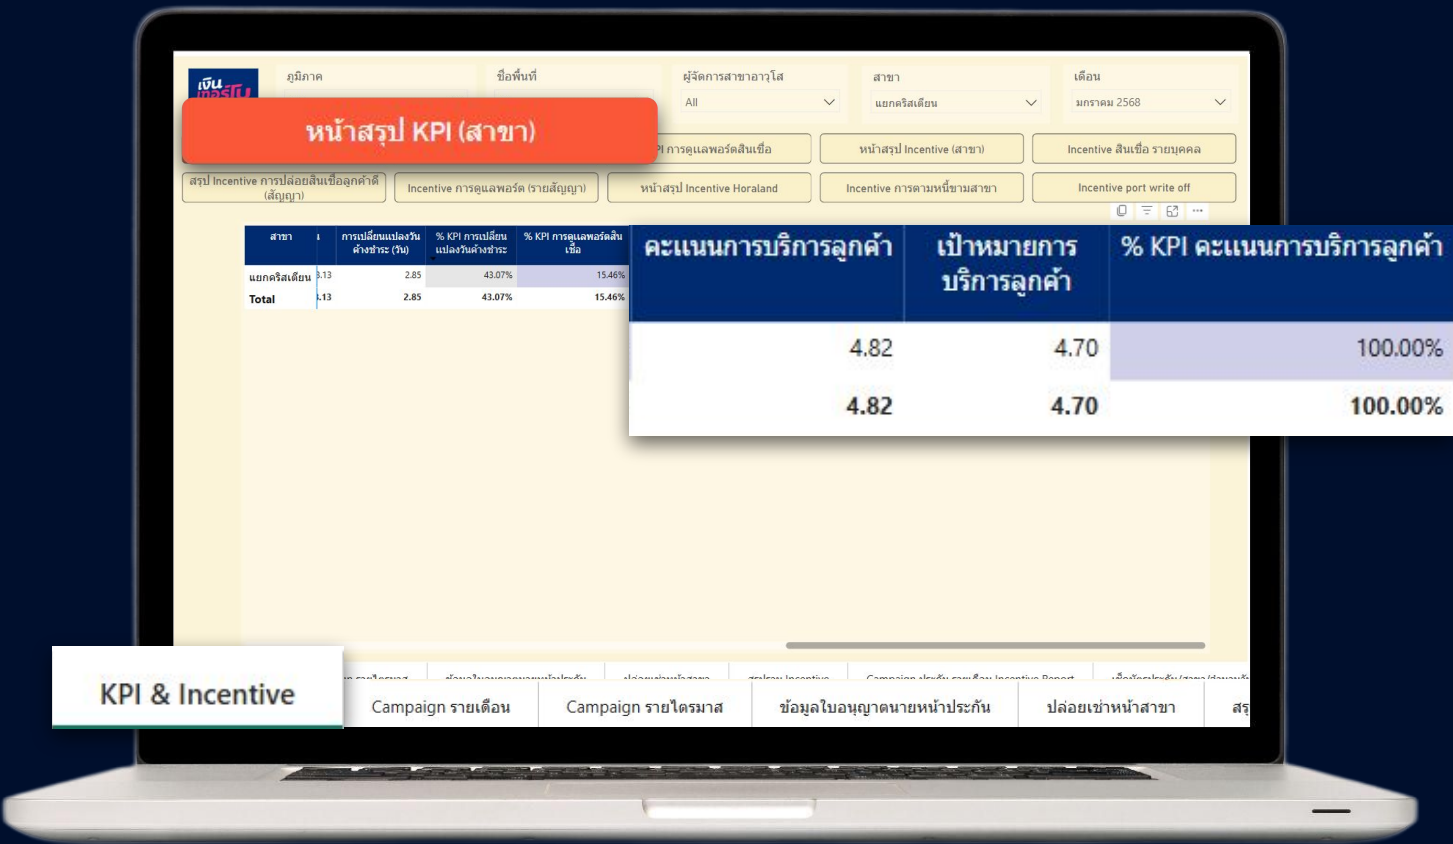 เงิน
เทอร์โบ
ภูมิภาค
ชื่อพื้นที่
ผู้จัดการสาขาอาวุโส
All
สาขา
แยกคริสเตียน
เดือน
มกราคม 2568
หน้าสรุป KPI (สาขา)
การดูแลพอร์ตสินเชื่อ
หน้าสรุป Incentive (สาขา)
Incentive สินเชื่อ รายบุคคล
สรุป Incentive การปล่อยสินเชื่อลูกค้าดี
(สัญญา)
Incentive การดูแลพอร์ต (รายสัญญา)
หน้าสรุป Incentive Horaland
Incentive การตามหนี้ข้ามสาขา
Incentive port write off
สาขา
การเปลี่ยนแปลงวัน
ค้างชำระ (วัน)
% KPI การเปลี่ยน
แปลงวันค้างชำระ
% KPI การดูแลพอร์ตสิน
เชื่อ
คะแนนการบริการลูกค้า
เป้าหมายการ
บริการลูกค้า
% KPI คะแนนการบริการลูกค้า
แยกคริสเตียน 2.85 43.07% 15.46% 4.82 4.70 100.00%
Total 2.85 43.07% 15.46% 4.82 4.70 100.00%
KPI & Incentive
Campaign รายเดือน
Campaign รายไตรมาส
ข้อมูลใบอนุญาตนายหน้าประกัน
ปล่อยเช่าหน้าสาขา